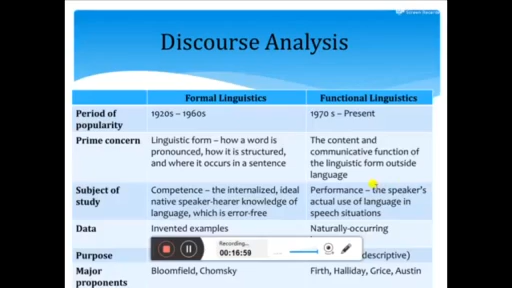 Discourse Analysis
Formal Linguistics Functional Linguistics
Period of popularity 1920s – 1960s 1970 s – Present
Prime concern Linguistic form – how a word is pronounced, how it is structured, and where it occurs in a sentence The content and communicative function of the linguistic form outside language
Subject of study Competence – the internalized, ideal native speaker-hearer knowledge of language, which is error-free Performance – the speaker's actual use of language in speech situations
Data Invented examples Naturally-occurring
Recording...
00:16:59
Purpose descriptive)
Major proponents Bloomfield, Chomsky Firth, Halliday, Grice, Austin